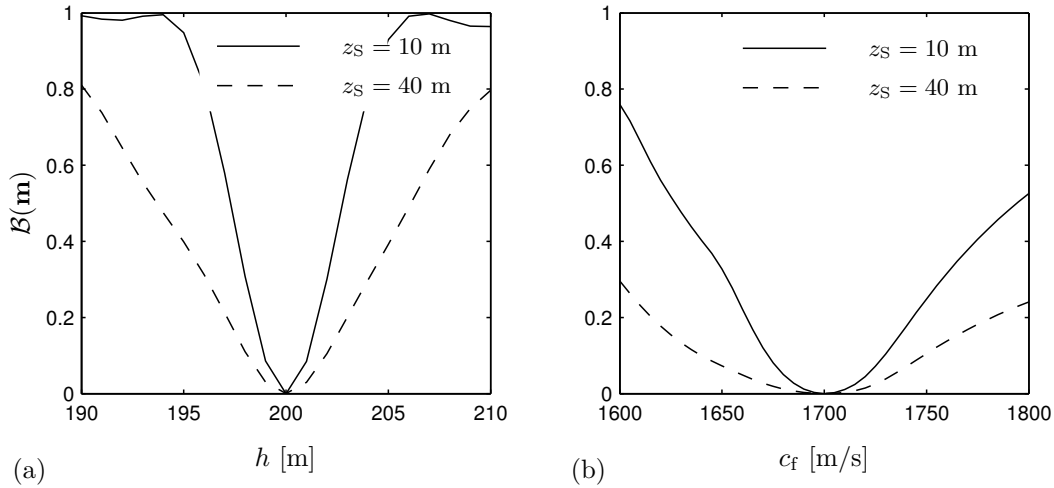 1
0.8
0.6
0.4
0.2
0
190
195
200
205
210
z_S = 10 m
z_S = 40 m
ℬ(𝐦)
h [m]
(a)
1
0.8
0.6
0.4
0.2
0
1600
1650
1700
1750
1800
z_S = 10 m
z_S = 40 m
c_f [m/s]
(b)